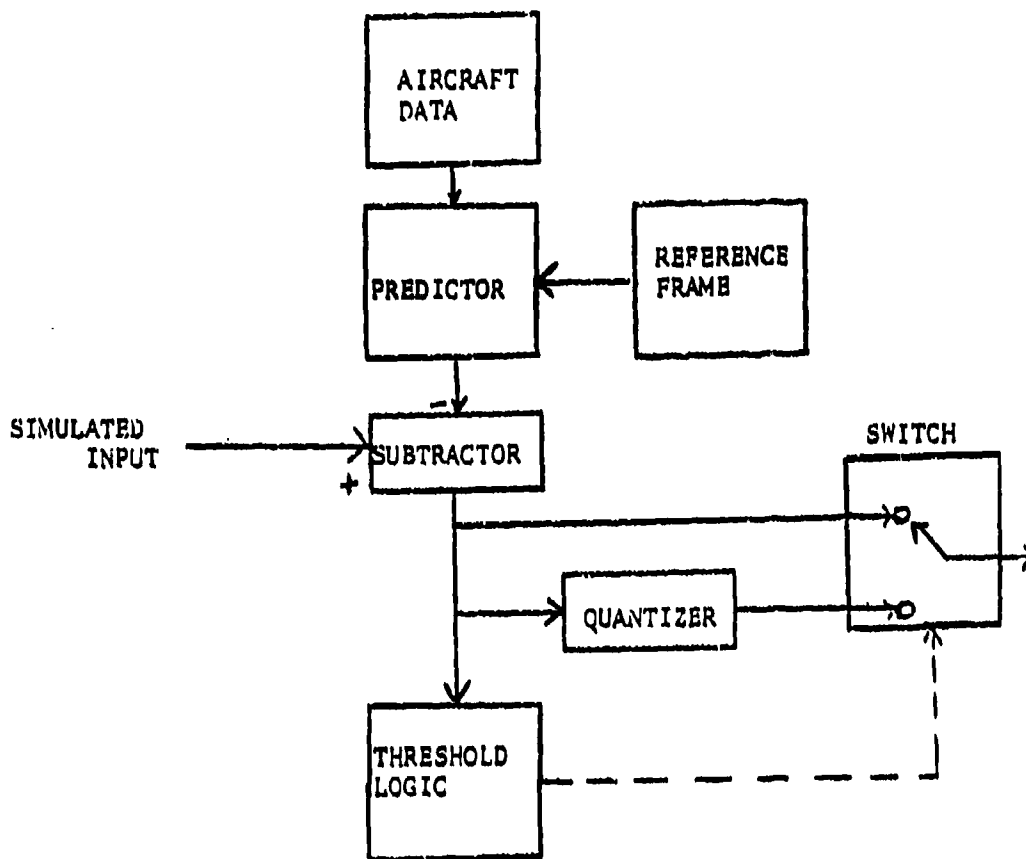 AIRCRAFT
DATA
PREDICTOR
REFERENCE
FRAME
-
SIMULATED
INPUT
+
SUBTRACTOR
SWITCH
QUANTIZER
THRESHOLD
LOGIC